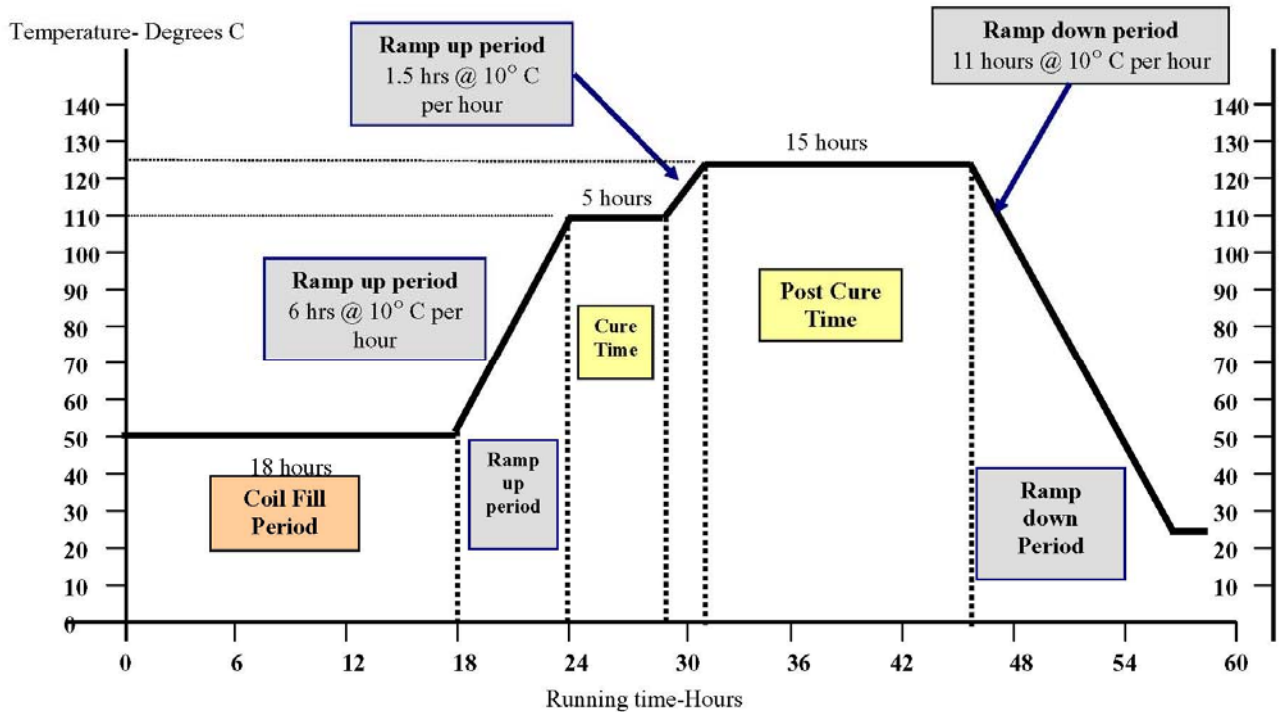 Temperature- Degrees C
Ramp up period
1.5 hrs @ 10° C
per hour
Ramp down period
11 hours @ 10° C per hour
140
130
120
110
100
90
80
70
60
50
40
30
20
10
0
15 hours
5 hours
Ramp up period
6 hrs @ 10° C per
hour
Cure
Time
Post Cure
Time
18 hours
Coil Fill
Period
Ramp
up
period
Ramp
down
Period
140
130
120
110
100
90
80
70
60
50
40
30
20
10
0 6 12 18 24 30 36 42 48 54 60
Running time-Hours